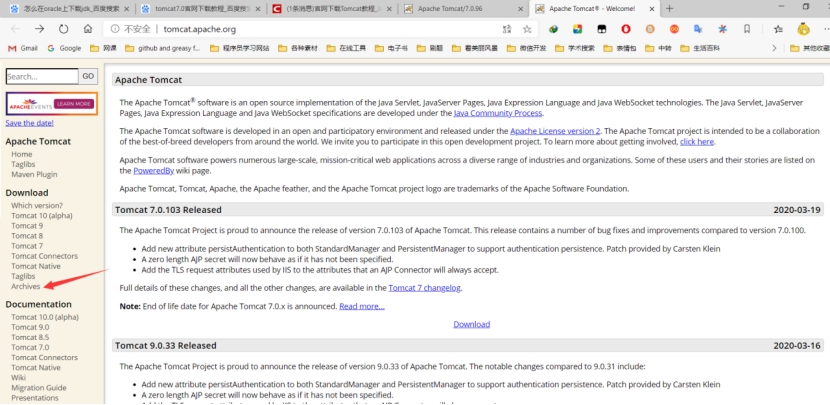 怎么在oracle上下载jdk_百度搜索
tomcat7.0官网下载教程_百度搜索
(1条消息)官网下载Tomcat教程_
Apache Tomcat/7.0.96
Apache Tomcat® - Welcome!
不安全 | tomcat.apache.org
Gmail Google 网课 github and greasy f... 程序员学习网站 各种素材 在线工具 电子书 刷题 看美丽风景 微信开发 学术搜索 表情包 中转 生活百科 其他收藏
Search... GO
APACHE EVENTS LEARN MORE
Save the date!
Apache Tomcat
Home
Taglibs
Maven Plugin
Download
Which version?
Tomcat 10 (alpha)
Tomcat 9
Tomcat 8
Tomcat 7
Tomcat Connectors
Tomcat Native
Taglibs
Archives
Documentation
Tomcat 10.0 (alpha)
Tomcat 9.0
Tomcat 8.5
Tomcat 7.0
Tomcat Connectors
Tomcat Native
Wiki
Migration Guide
Presentations
Apache Tomcat
The Apache Tomcat® software is an open source implementation of the Java Servlet, JavaServer Pages, Java Expression Language and Java WebSocket technologies. The Java Servlet, JavaServer
Pages, Java Expression Language and Java WebSocket specifications are developed under the Java Community Process.
The Apache Tomcat software is developed in an open and participatory environment and released under the Apache License version 2. The Apache Tomcat project is intended to be a collaboration
of the best-of-breed developers from around the world. We invite you to participate in this open development project. To learn more about getting involved, click here.
Apache Tomcat software powers numerous large-scale, mission-critical web applications across a diverse range of industries and organizations. Some of these users and their stories are listed on
the PoweredBy wiki page.
Apache Tomcat, Tomcat, Apache, the Apache feather, and the Apache Tomcat project logo are trademarks of the Apache Software Foundation.
Tomcat 7.0.103 Released 2020-03-19
The Apache Tomcat Project is proud to announce the release of version 7.0.103 of Apache Tomcat. This release contains a number of bug fixes and improvements compared to version 7.0.100.
• Add new attribute persistAuthentication to both StandardManager and PersistentManager to support authentication persistence. Patch provided by Carsten Klein
• A zero length AJP secret will now behave as if it has not been specified.
• Add the TLS request attributes used by IIS to the attributes that an AJP Connector will always accept.
Full details of these changes, and all the other changes, are available in the Tomcat 7 changelog.
Note: End of life date for Apache Tomcat 7.0.x is announced. Read more...
Download
Tomcat 9.0.33 Released 2020-03-16
The Apache Tomcat Project is proud to announce the release of version 9.0.33 of Apache Tomcat. The notable changes compared to 9.0.31 include:
• Add new attribute persistAuthentication to both StandardManager and PersistentManager to support authentication persistence. Patch provided by Carsten Klein
• A zero length AJP secret will now behave as if it has not been specified.